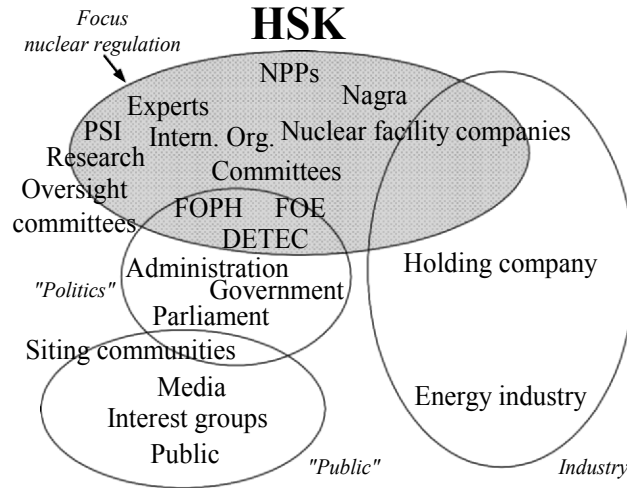 Focus
nuclear regulation
HSK
NPPs
Nagra
Experts
PSI
Intern. Org.
Nuclear facility companies
Research
Committees
Oversight
committees
FOPH
FOE
DETEC
Administration
Holding company
"Politics"
Government
Parliament
Siting communities
Media
Energy industry
Interest groups
Public
"Public"
Industry